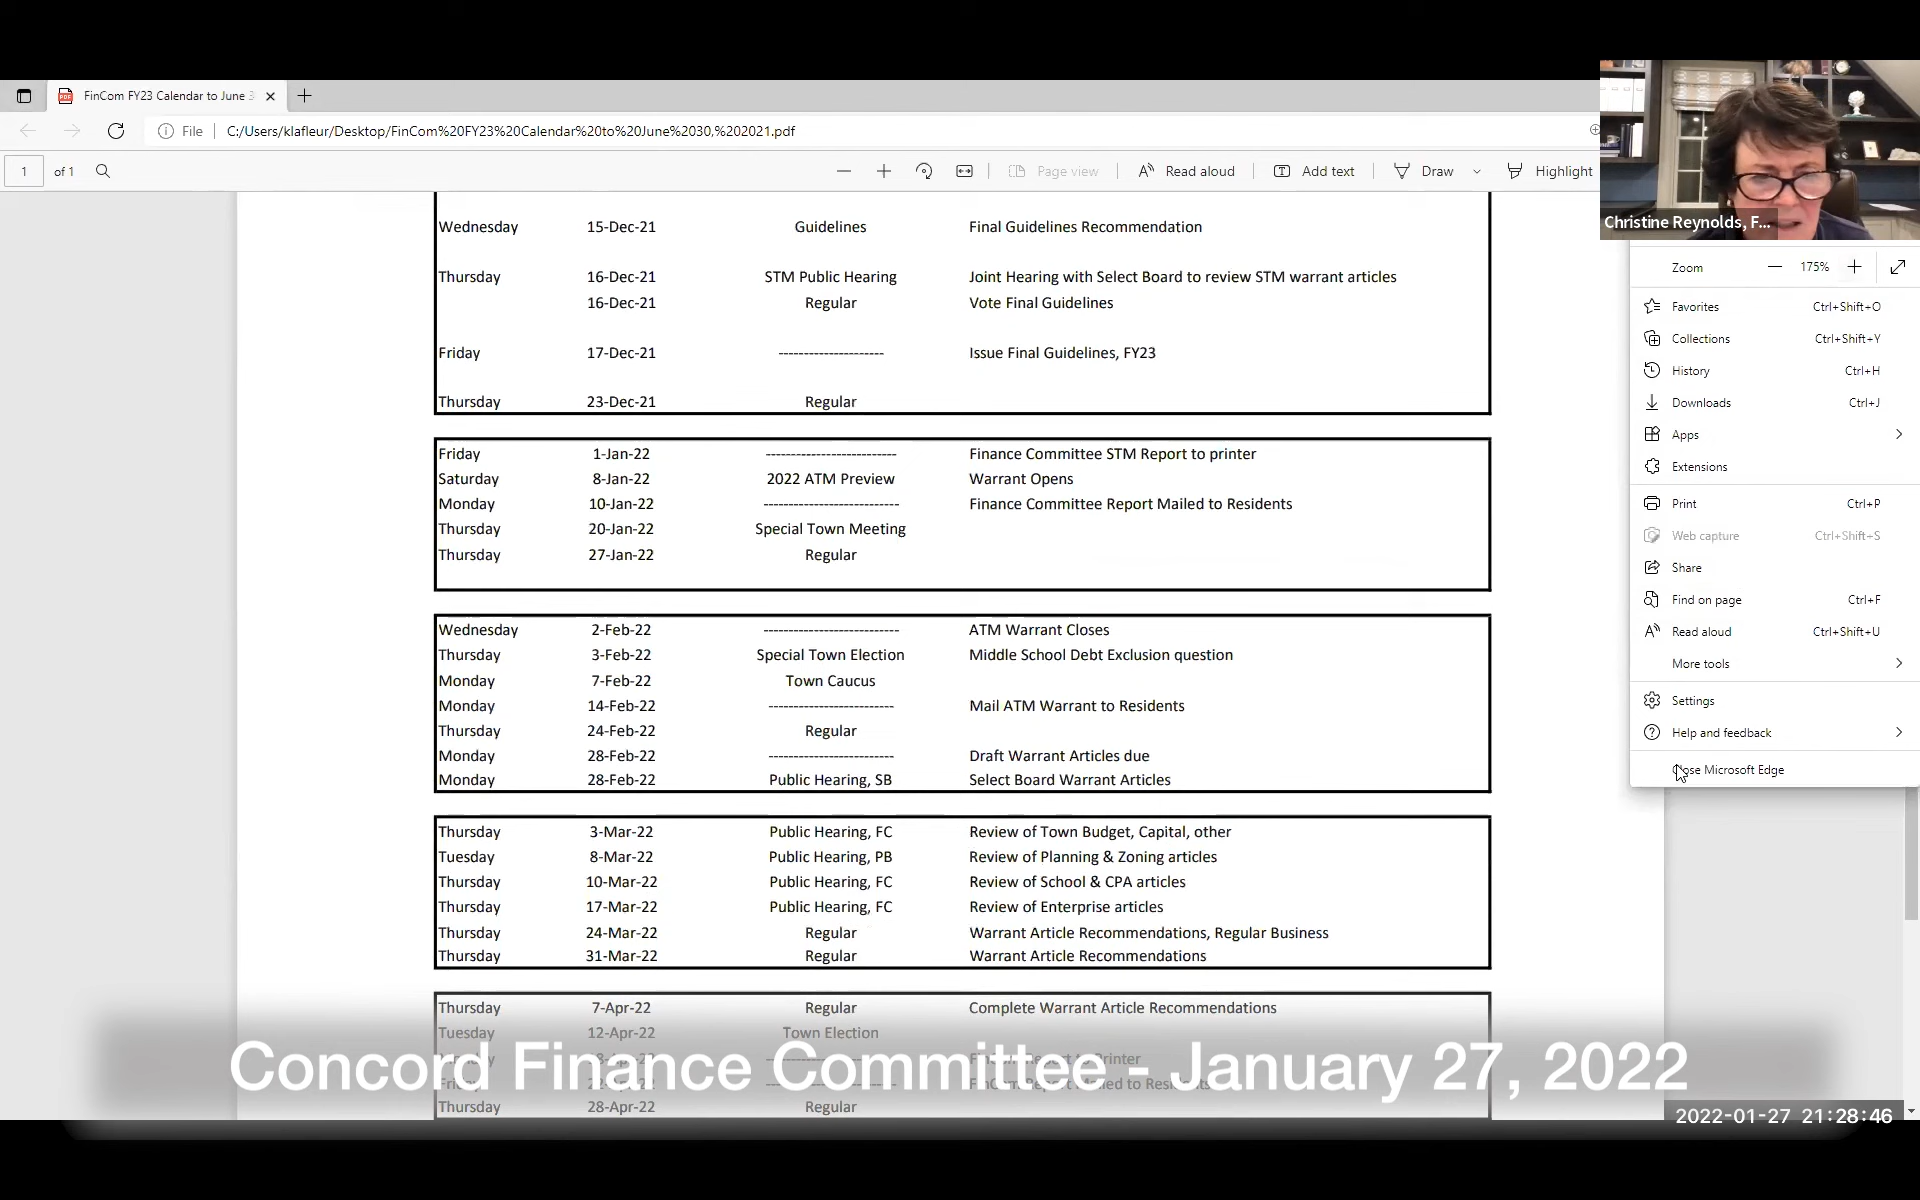 FinCom FY23 Calendar to June 3
File C:/Users/klafleur/Desktop/FinCom%20FY23%20Calendar%20to%20June%2030,%202021.pdf
1 of 1 Page view Read aloud Add text Draw Highlight
Christine Reynolds, F...
Wednesday 15-Dec-21 Guidelines Final Guidelines Recommendation
Thursday 16-Dec-21 STM Public Hearing Joint Hearing with Select Board to review STM warrant articles
16-Dec-21 Regular Vote Final Guidelines
Friday 17-Dec-21 --------------------- Issue Final Guidelines, FY23
Thursday 23-Dec-21 Regular
Friday 1-Jan-22 -------------------------- Finance Committee STM Report to printer
Saturday 8-Jan-22 2022 ATM Preview Warrant Opens
Monday 10-Jan-22 --------------------------- Finance Committee Report Mailed to Residents
Thursday 20-Jan-22 Special Town Meeting
Thursday 27-Jan-22 Regular
Wednesday 2-Feb-22 --------------------------- ATM Warrant Closes
Thursday 3-Feb-22 Special Town Election Middle School Debt Exclusion question
Monday 7-Feb-22 Town Caucus
Monday 14-Feb-22 ------------------------- Mail ATM Warrant to Residents
Thursday 24-Feb-22 Regular
Monday 28-Feb-22 ------------------------- Draft Warrant Articles due
Monday 28-Feb-22 Public Hearing, SB Select Board Warrant Articles
Thursday 3-Mar-22 Public Hearing, FC Review of Town Budget, Capital, other
Tuesday 8-Mar-22 Public Hearing, PB Review of Planning & Zoning articles
Thursday 10-Mar-22 Public Hearing, FC Review of School & CPA articles
Thursday 17-Mar-22 Public Hearing, FC Review of Enterprise articles
Thursday 24-Mar-22 Regular Warrant Article Recommendations, Regular Business
Thursday 31-Mar-22 Regular Warrant Article Recommendations
Thursday 7-Apr-22 Regular Complete Warrant Article Recommendations
Tuesday 12-Apr-22 Town Election
Thursday 28-Apr-22 Regular
Zoom 175%
Favorites Ctrl+Shift+O
Collections Ctrl+Shift+Y
History Ctrl+H
Downloads Ctrl+J
Apps
Extensions
Print Ctrl+P
Web capture Ctrl+Shift+S
Share
Find on page Ctrl+F
Read aloud Ctrl+Shift+U
More tools
Settings
Help and feedback
Close Microsoft Edge
Concord Finance Committee - January 27, 2022
2022-01-27 21:28:46